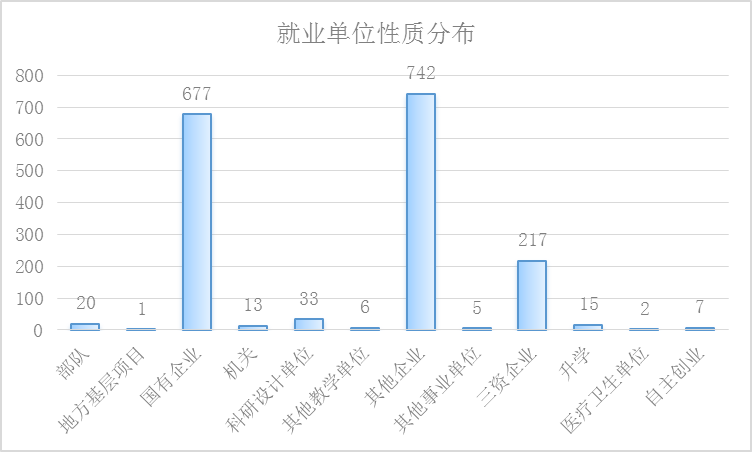 就业单位性质分布
800
700
600
500
400
300
200
100
0
20
1
677
13
33
6
742
5
217
15
2
7
部队
地方基层项目
国有企业
机关
科研设计单位
其他教学单位
其他企业
其他事业单位
三资企业
升学
医疗卫生单位
自主创业